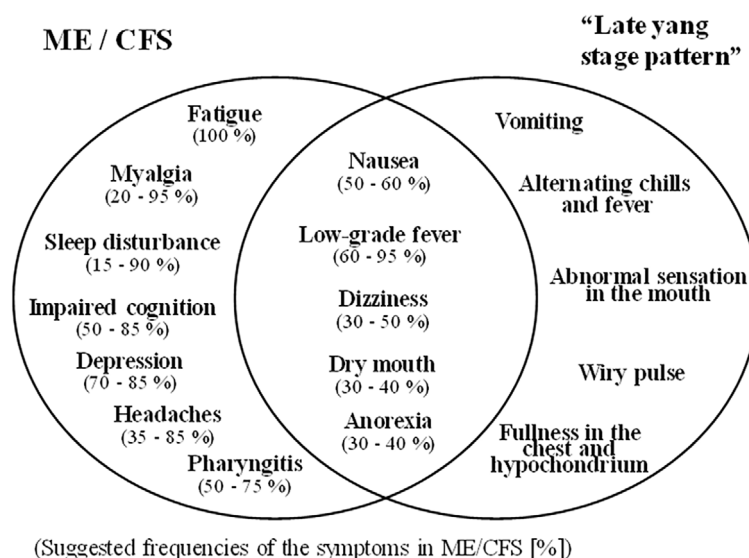 ME / CFS
“Late yang
stage pattern”
Fatigue
(100 %)
Myalgia
(20 - 95 %)
Sleep disturbance
(15 - 90 %)
Impaired cognition
(50 - 85 %)
Depression
(70 - 85 %)
Headaches
(35 - 85 %)
Pharyngitis
(50 - 75 %)
Nausea
(50 - 60 %)
Low-grade fever
(60 - 95 %)
Dizziness
(30 - 50 %)
Dry mouth
(30 - 40 %)
Anorexia
(30 - 40 %)
Vomiting
Alternating chills
and fever
Abnormal sensation
in the mouth
Wiry pulse
Fullness in the
chest and
hypochondrium
(Suggested frequencies of the symptoms in ME/CFS [%])